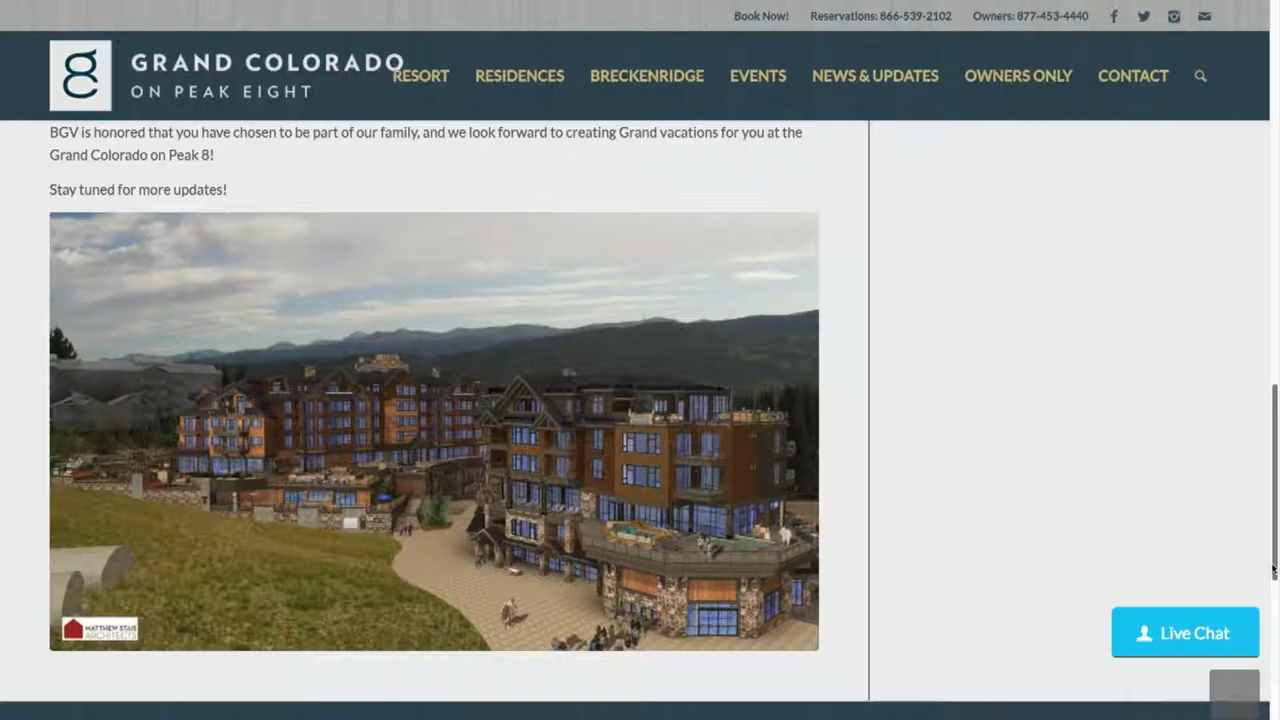 Book Now! Reservations: 866-539-2102 Owners: 877-453-4440
GRAND COLORADO
ON PEAK EIGHT
RESORT RESIDENCES BRECKENRIDGE EVENTS NEWS & UPDATES OWNERS ONLY CONTACT
BGV is honored that you have chosen to be part of our family, and we look forward to creating Grand vacations for you at the
Grand Colorado on Peak 8!
Stay tuned for more updates!
MATTHEW STAIS
ARCHITECTS
Live Chat